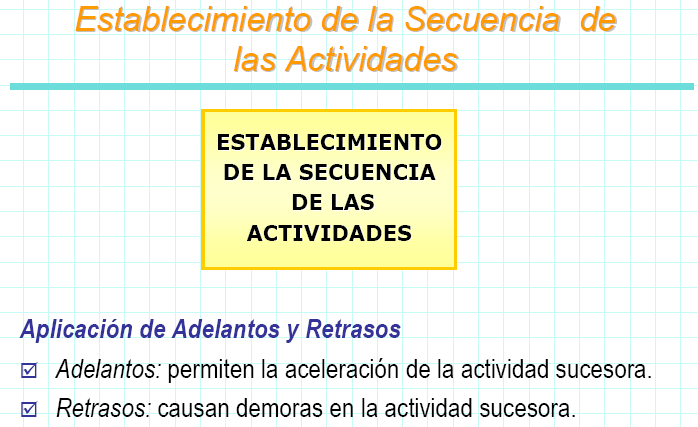 Establecimiento de la Secuencia de
las Actividades
ESTABLECIMIENTO
DE LA SECUENCIA
DE LAS
ACTIVIDADES
Aplicación de Adelantos y Retrasos
Adelantos: permiten la aceleración de la actividad sucesora.
Retrasos: causan demoras en la actividad sucesora.